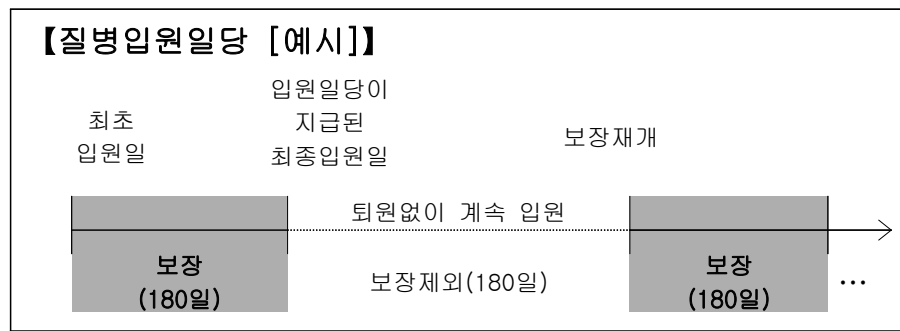 【질병입원일당 [예시]】
최초
입원일
입원일당이
지급된
최종입원일
보장재개
퇴원없이 계속 입원
보장
(180일)
보장제외(180일)
보장
(180일)
…